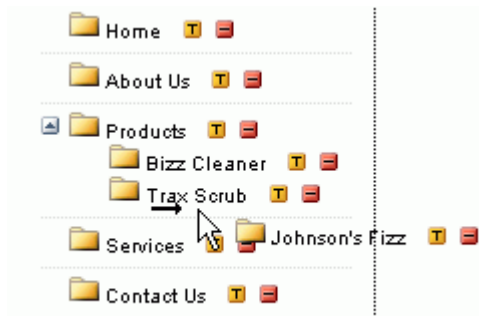 Home T
About Us T
Products T
Bizz Cleaner T
Trax Scrub T
Services T
Johnson's Fizz T
Contact Us T